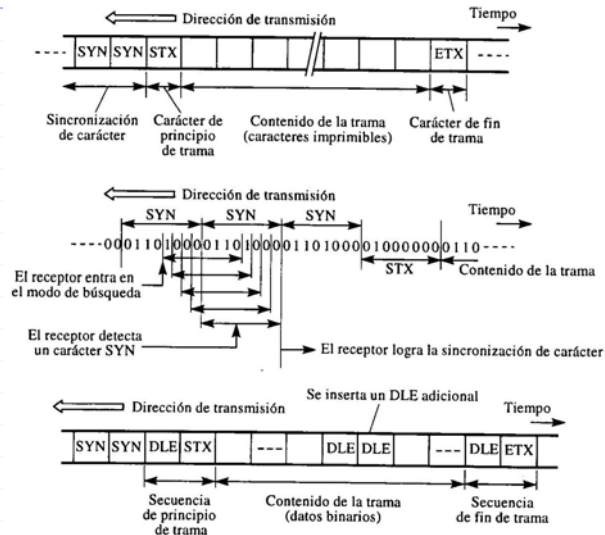 Dirección de transmisión
Tiempo
---- SYN SYN STX ETX ----
Sincronización de carácter
Carácter de principio de trama
Contenido de la trama (caracteres imprimibles)
Carácter de fin de trama
Dirección de transmisión
Tiempo
SYN SYN SYN
----000110100000110100000110100001000000 0110----
STX
Contenido de la trama
El receptor entra en el modo de búsqueda
El receptor detecta un carácter SYN
El receptor logra la sincronización de carácter
Se inserta un DLE adicional
Dirección de transmisión
Tiempo
SYN SYN DLE STX --- DLE DLE --- DLE ETX
Secuencia de principio de trama
Contenido de la trama (datos binarios)
Secuencia de fin de trama